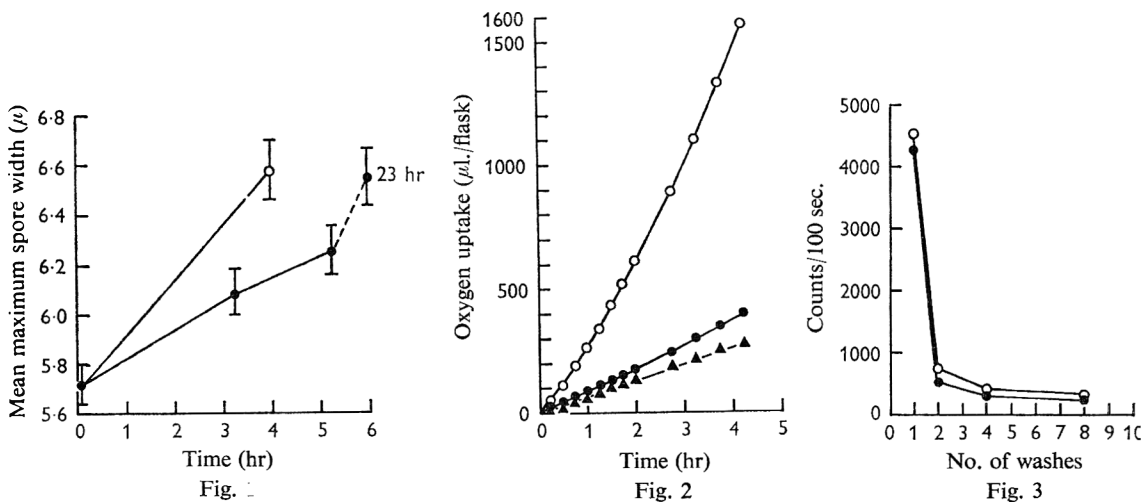 Mean maximum spore width (μ)
6·8
6·6
6·4
6·2
6·0
5·8
5·6
23 hr
0 1 2 3 4 5 6
Time (hr)
Fig.
Oxygen uptake (μl./flask)
1600
1500
1000
500
0
0 1 2 3 4 5
Time (hr)
Fig. 2
Counts/100 sec.
5000
4000
3000
2000
1000
0
0 1 2 3 4 5 6 7 8 9 10
No. of washes
Fig. 3